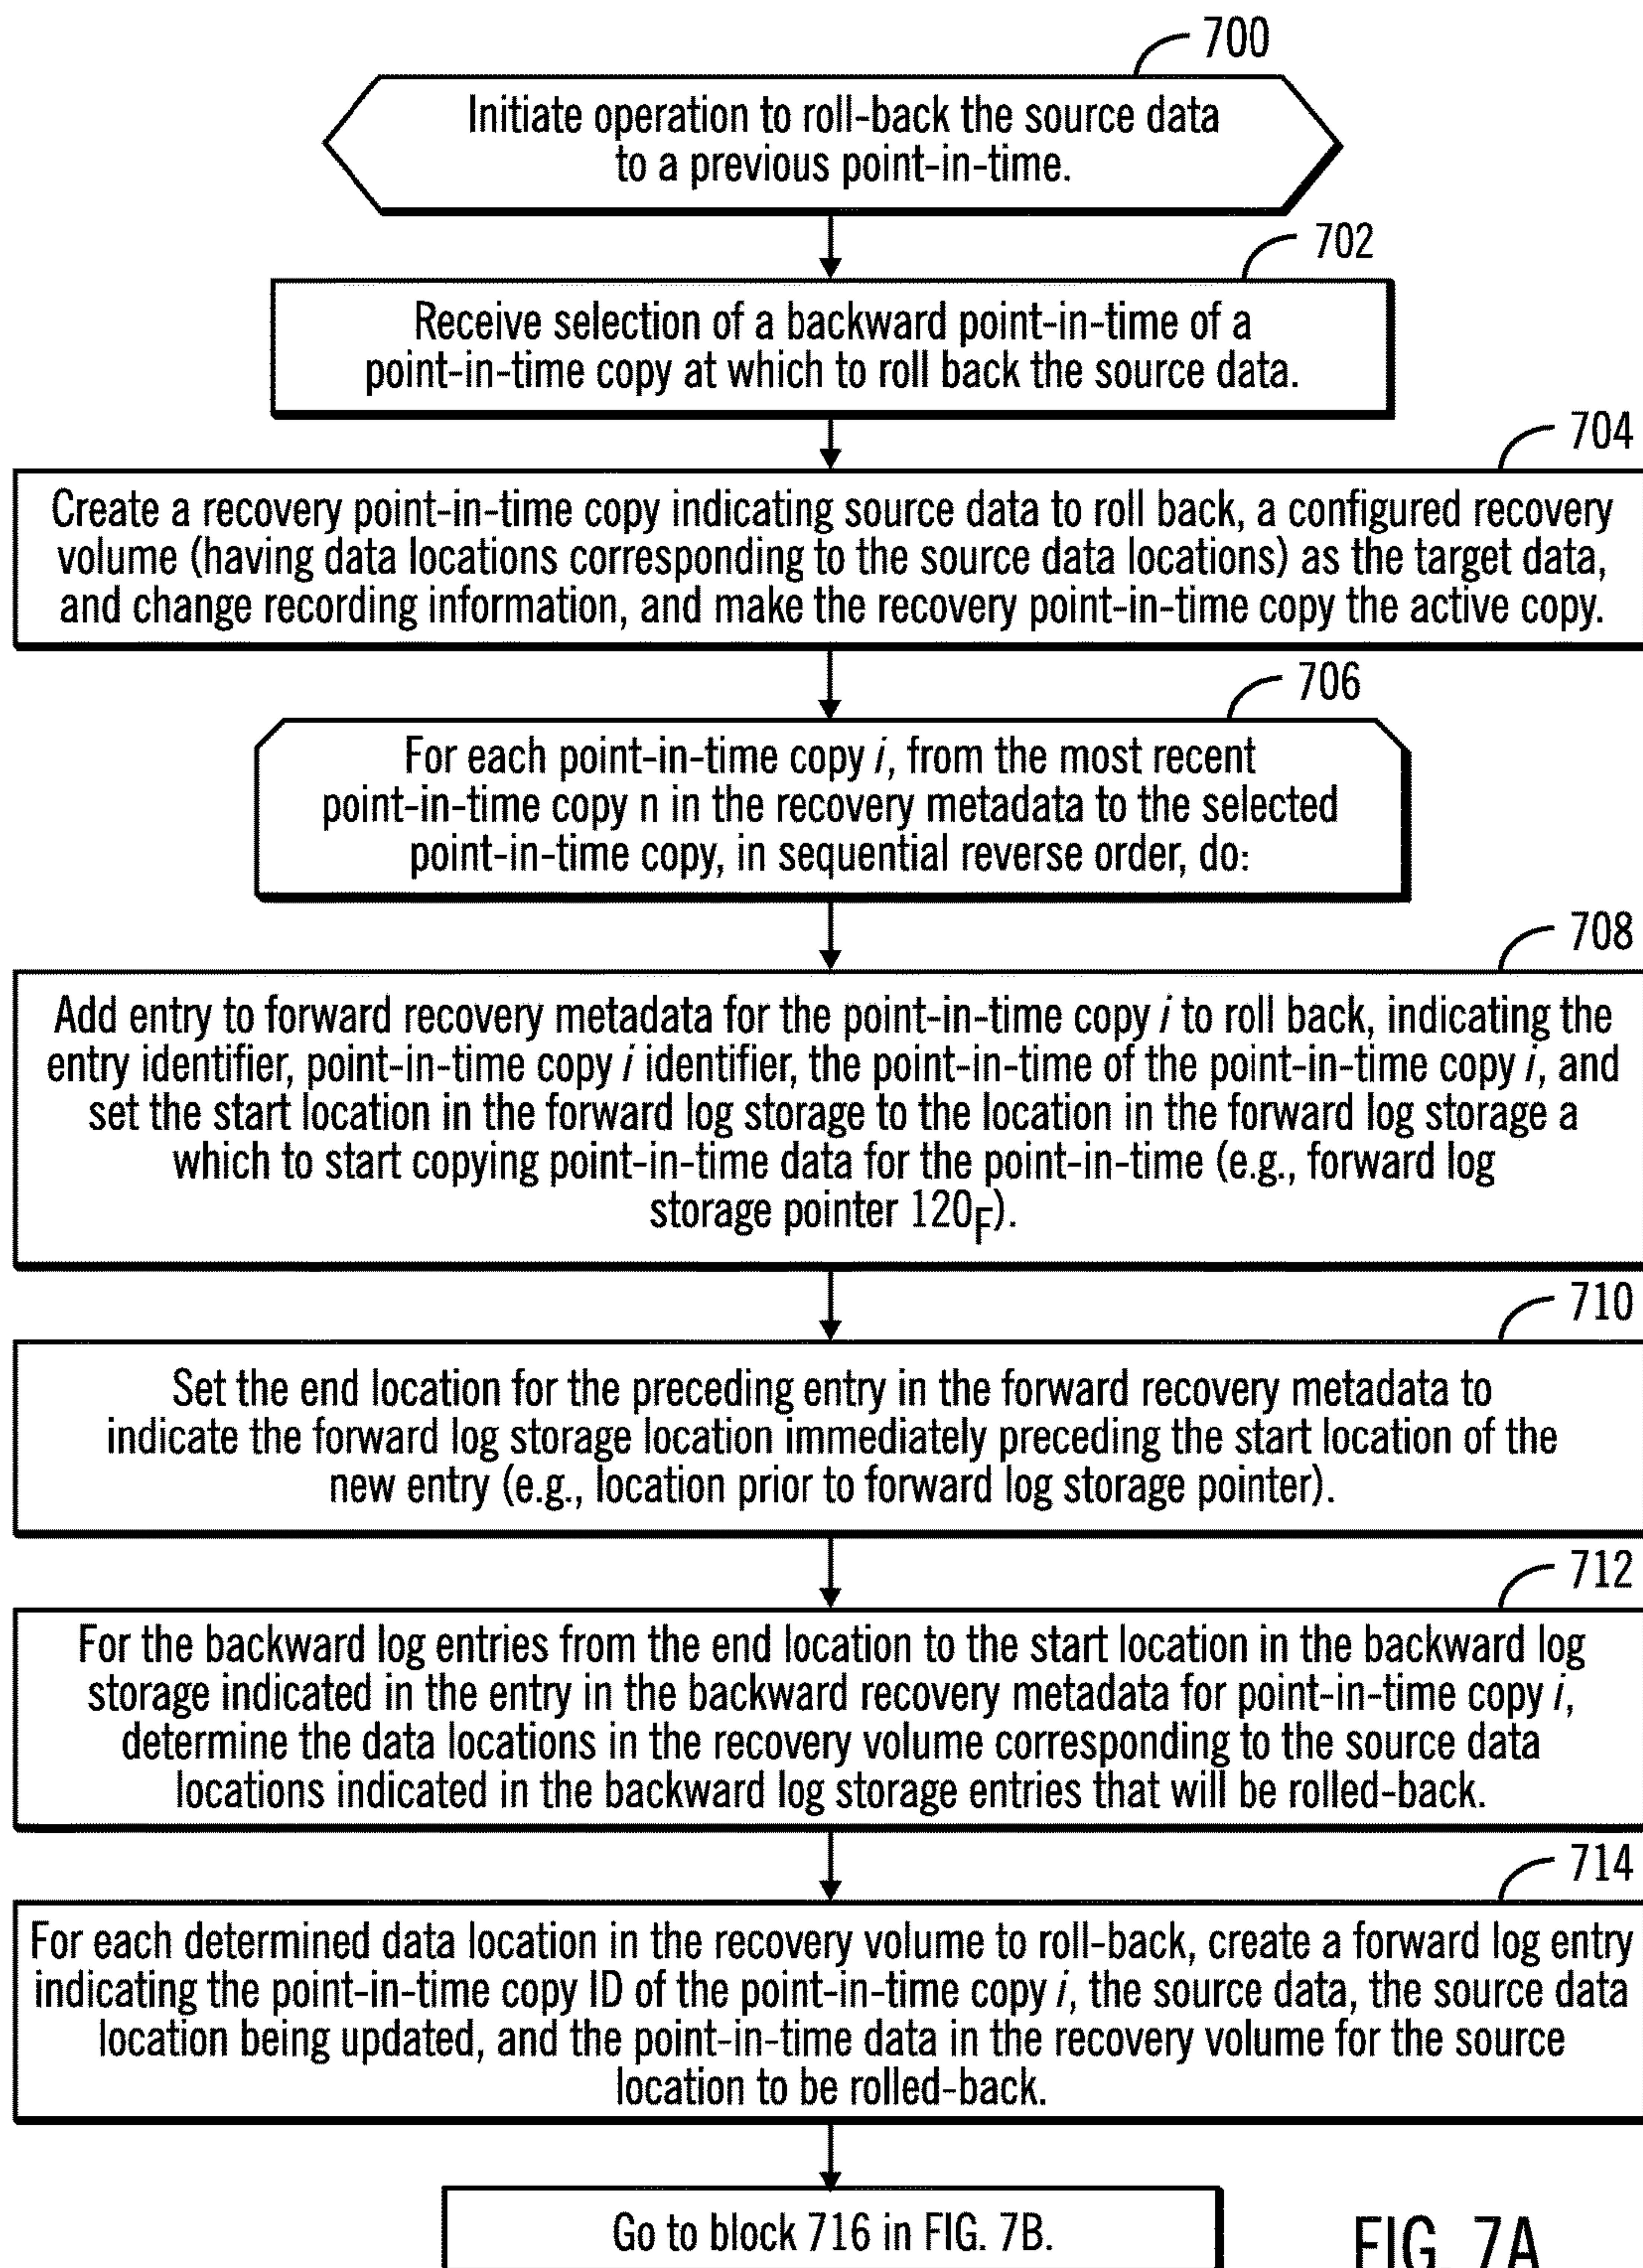 700
Initiate operation to roll-back the source data
to a previous point-in-time.
702
Receive selection of a backward point-in-time of a
point-in-time copy at which to roll back the source data.
704
Create a recovery point-in-time copy indicating source data to roll back, a configured recovery
volume (having data locations corresponding to the source data locations) as the target data,
and change recording information, and make the recovery point-in-time copy the active copy.
706
For each point-in-time copy i, from the most recent
point-in-time copy n in the recovery metadata to the selected
point-in-time copy, in sequential reverse order, do:
708
Add entry to forward recovery metadata for the point-in-time copy i to roll back, indicating the
entry identifier, point-in-time copy i identifier, the point-in-time of the point-in-time copy i, and
set the start location in the forward log storage to the location in the forward log storage a
which to start copying point-in-time data for the point-in-time (e.g., forward log
storage pointer 120F).
710
Set the end location for the preceding entry in the forward recovery metadata to
indicate the forward log storage location immediately preceding the start location of the
new entry (e.g., location prior to forward log storage pointer).
712
For the backward log entries from the end location to the start location in the backward log
storage indicated in the entry in the backward recovery metadata for point-in-time copy i,
determine the data locations in the recovery volume corresponding to the source data
locations indicated in the backward log storage entries that will be rolled-back.
714
For each determined data location in the recovery volume to roll-back, create a forward log entry
indicating the point-in-time copy ID of the point-in-time copy i, the source data, the source data
location being updated, and the point-in-time data in the recovery volume for the source
location to be rolled-back.
Go to block 716 in FIG. 7B.
FIG. 7A